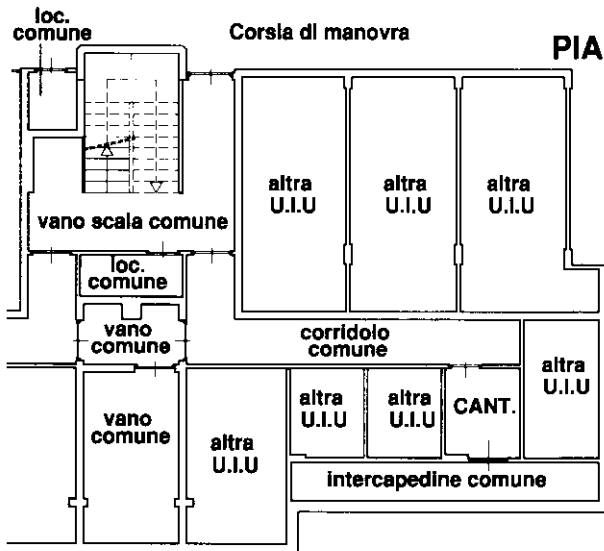 loc.
comune
Corsia di manovra
PIA
altra
U.I.U
altra
U.I.U
altra
U.I.U
vano scala comune
loc.
comune
vano
comune
corridoio
comune
altra
U.I.U
vano
comune
altra
U.I.U
altra
U.I.U
altra
U.I.U
CANT.
intercapedine comune